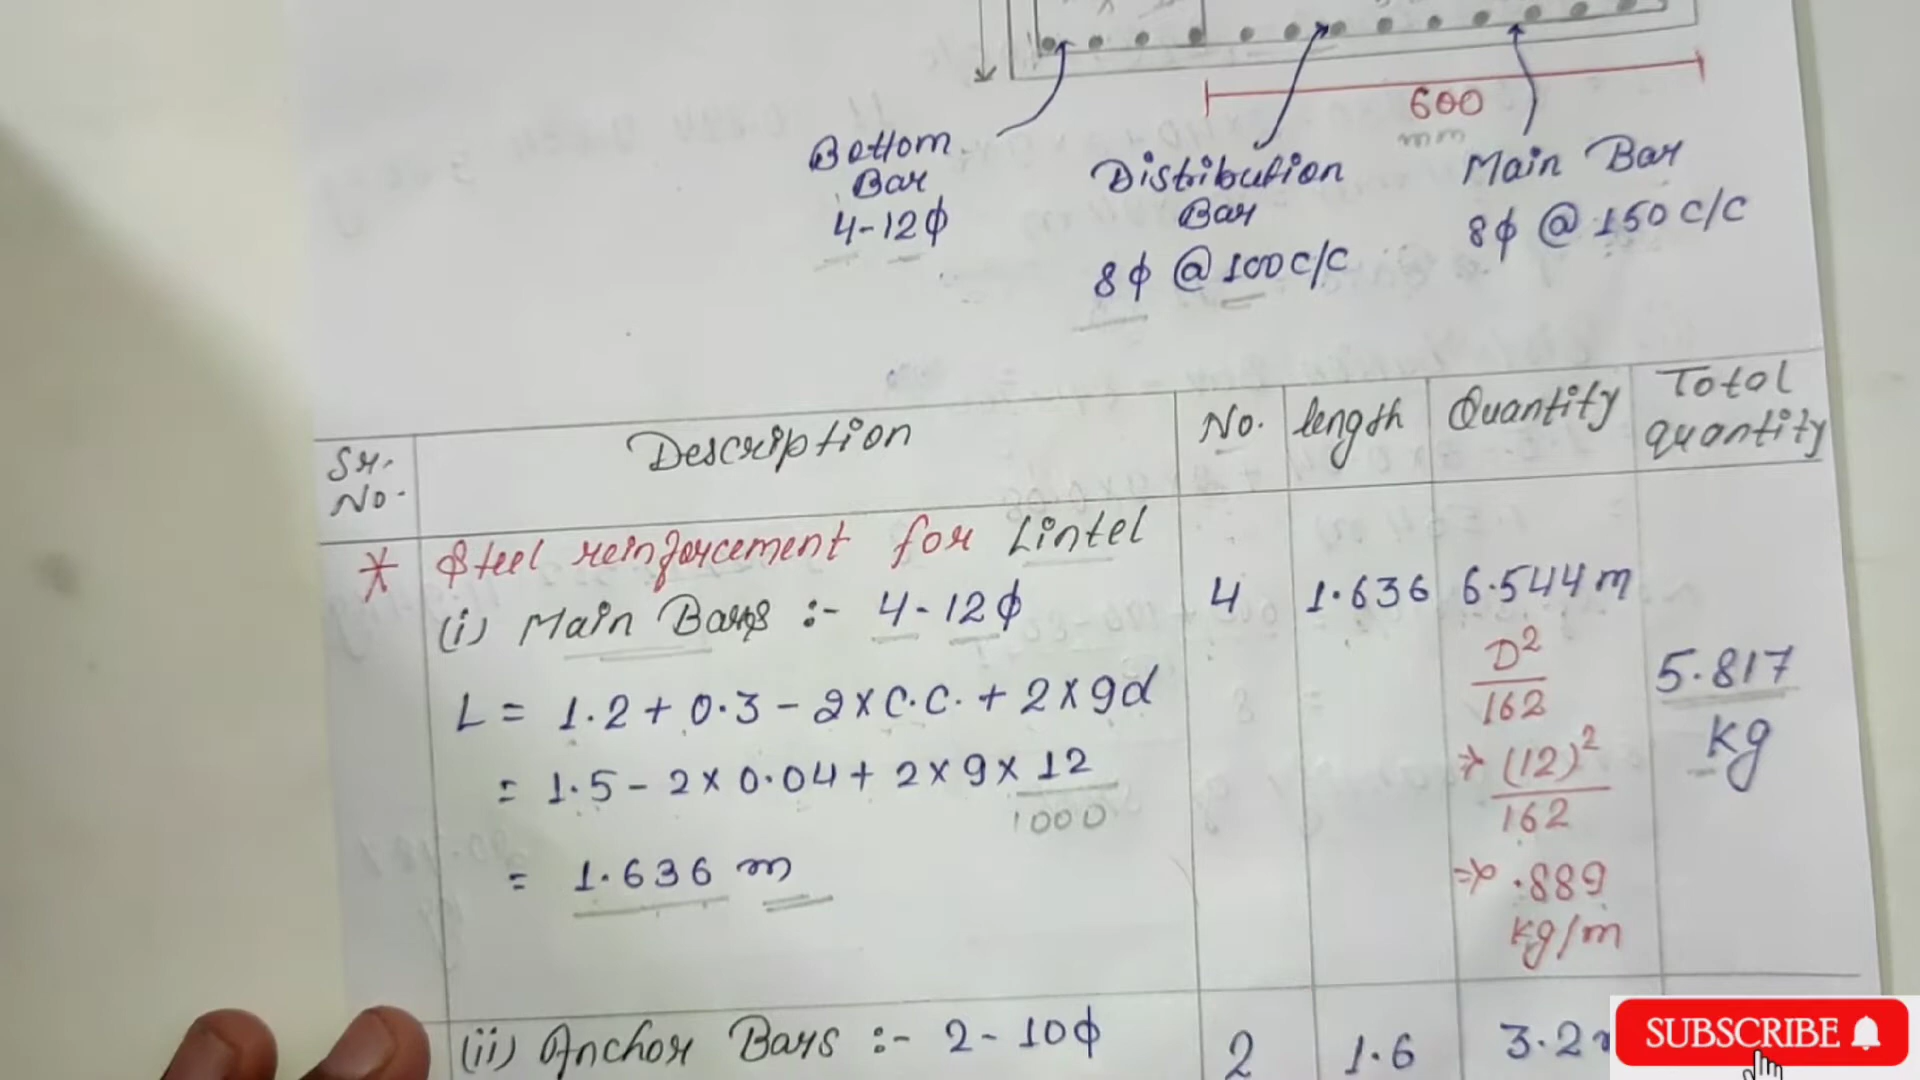 600
mm
Bottom
Bar
4-12ϕ
Distribution
Bar
8ϕ @ 100 c/c
Main Bar
8ϕ @ 150 c/c
Sr. No.
Description
No.
length
Quantity
Total quantity
* Steel reinforcement for Lintel
(i) Main Bars :- 4-12ϕ
4
1.636
6.544 m
L = 1.2 + 0.3 - 2 x C.C. + 2 x 9d
= 1.5 - 2 x 0.04 + 2 x 9 x 12/1000
= 1.636 m
D²/162
⇒ (12)²/162
⇒ .889
kg/m
5.817
kg
(ii) Anchor Bars :- 2-10ϕ
2
1.6
3.2
SUBSCRIBE